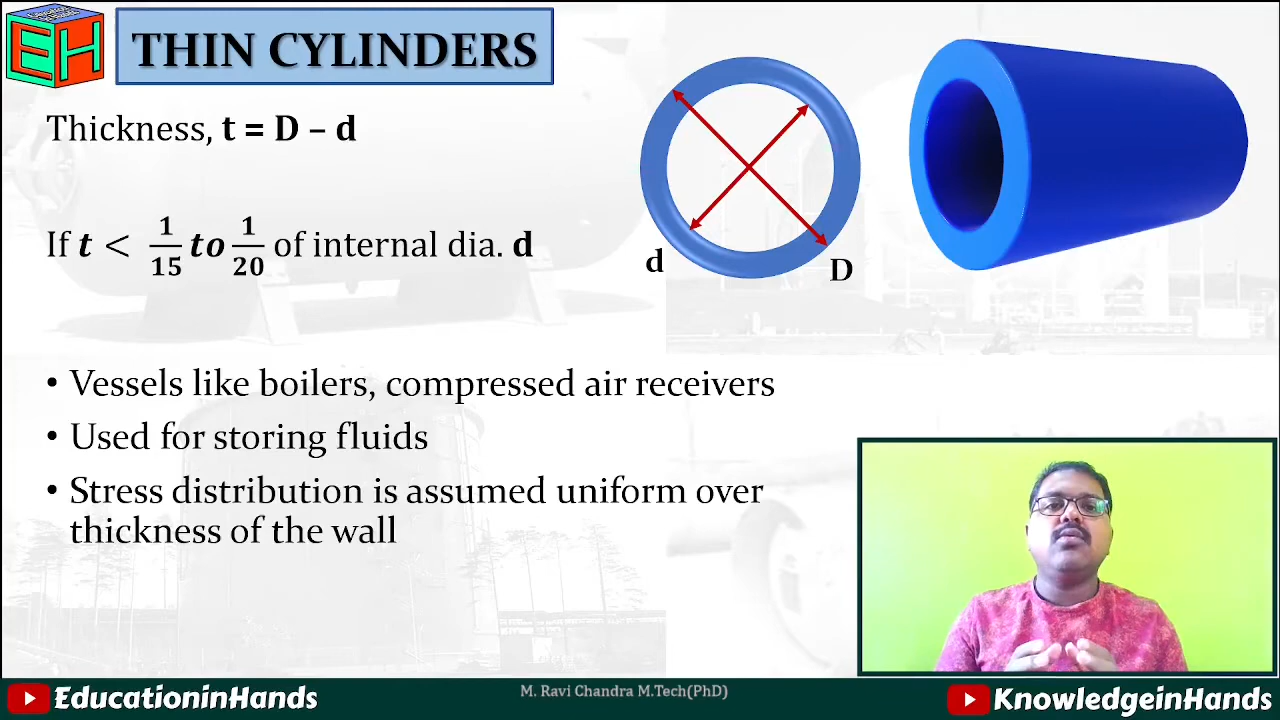 EH
THIN CYLINDERS
Thickness, t = D – d
If t < 1/15 to 1/20 of internal dia. d
d
D
• Vessels like boilers, compressed air receivers
• Used for storing fluids
• Stress distribution is assumed uniform over
thickness of the wall
EducationinHands
M. Ravi Chandra M.Tech(PhD)
KnowledgeinHands